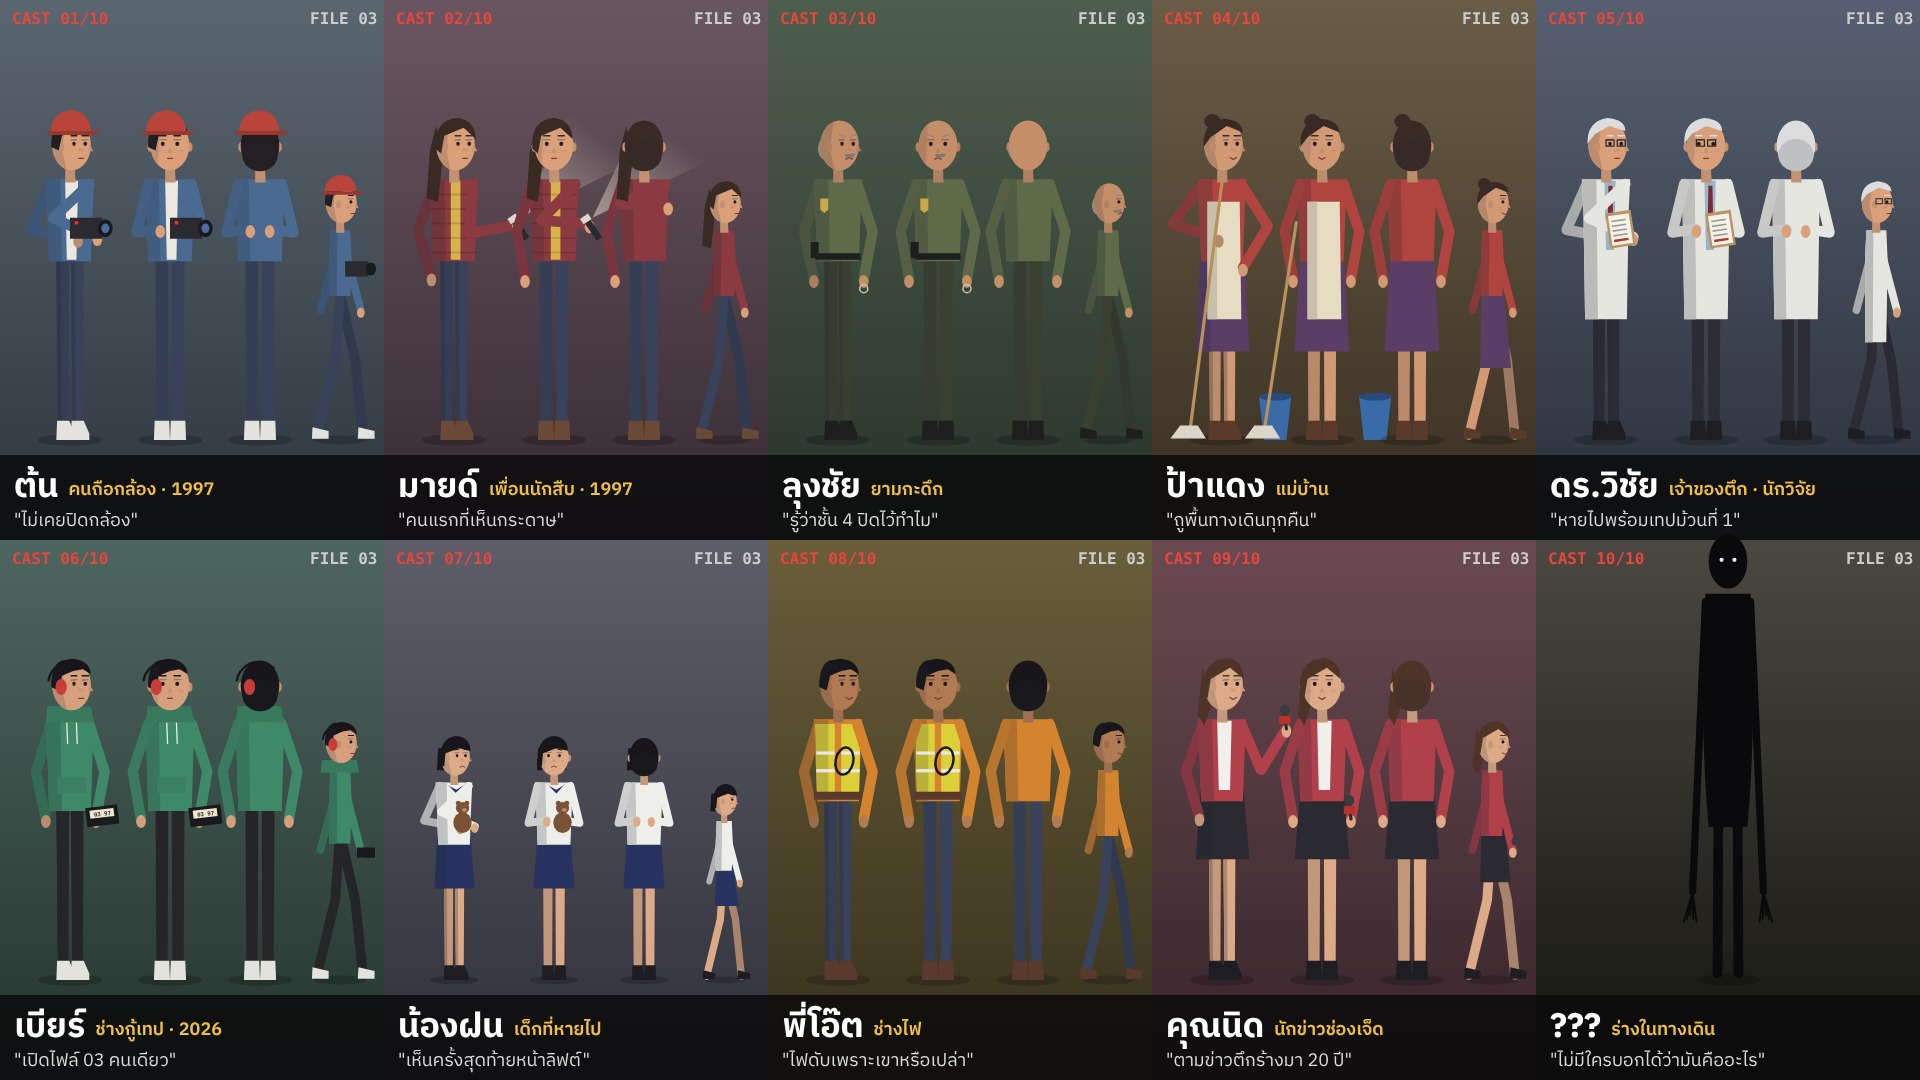 CAST 01/10 FILE 03
ต้น คนถือกล้อง · 1997
"ไม่เคยปิดกล้อง"
CAST 02/10 FILE 03
มายด์ เพื่อนนักสืบ · 1997
"คนแรกที่เห็นกระดาษ"
CAST 03/10 FILE 03
ลุงชัย ยามกะดึก
"รู้ว่าชั้น 4 ปิดไว้ทำไม"
CAST 04/10 FILE 03
ป้าแดง แม่บ้าน
"ถูพื้นทางเดินทุกคืน"
CAST 05/10 FILE 03
ดร.วิชัย เจ้าของตึก · นักวิจัย
"หายไปพร้อมเทปม้วนที่ 1"
CAST 06/10 FILE 03
03 97
03 97
เบียร์ ช่างกู้เทป · 2026
"เปิดไฟล์ 03 คนเดียว"
CAST 07/10 FILE 03
น้องฝน เด็กที่หายไป
"เห็นครั้งสุดท้ายหน้าลิฟต์"
CAST 08/10 FILE 03
พี่โอ๊ต ช่างไฟ
"ไฟดับเพราะเขาหรือเปล่า"
CAST 09/10 FILE 03
คุณนิด นักข่าวช่องเจ็ด
"ตามข่าวตึกร้างมา 20 ปี"
CAST 10/10 FILE 03
??? ร่างในทางเดิน
"ไม่มีใครบอกได้ว่ามันคืออะไร"